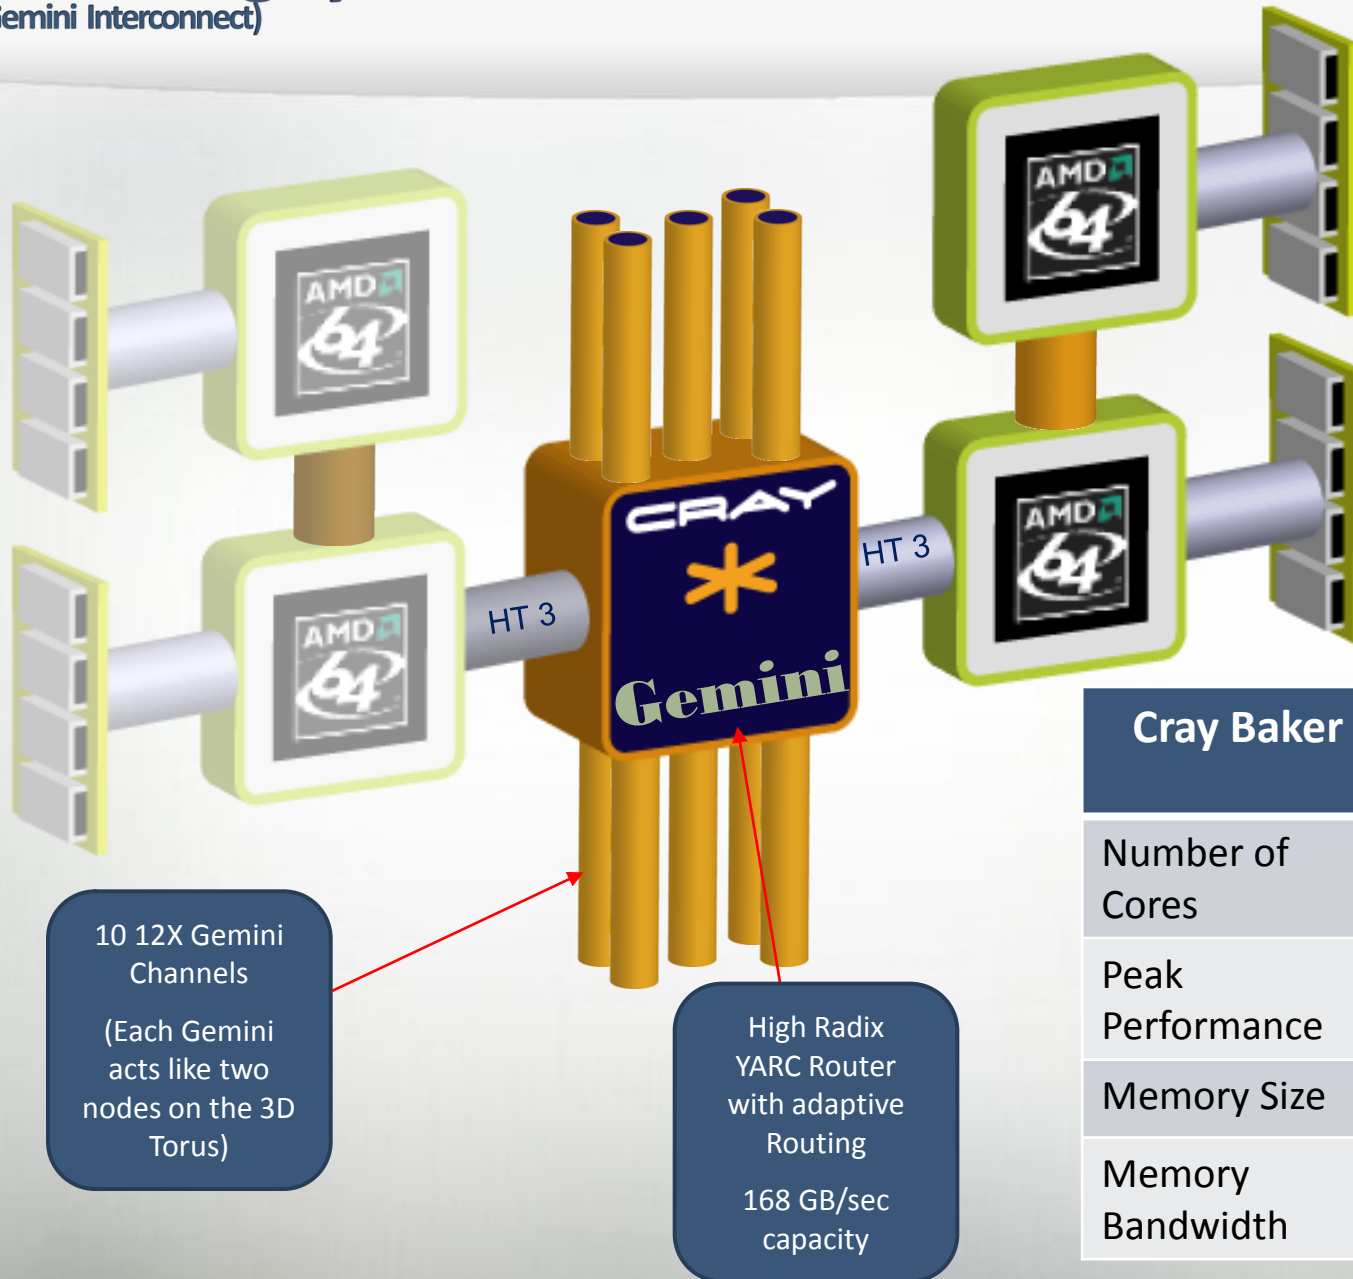 Gemini Interconnect)
AMD
64
AMD
64
AMD
64
AMD
64
HT 3
HT 3
CRAY
Gemini
10 12X Gemini
Channels
(Each Gemini
acts like two
nodes on the 3D
Torus)
High Radix
YARC Router
with adaptive
Routing
168 GB/sec
capacity
Cray Baker
Number of
Cores
Peak
Performance
Memory Size
Memory
Bandwidth